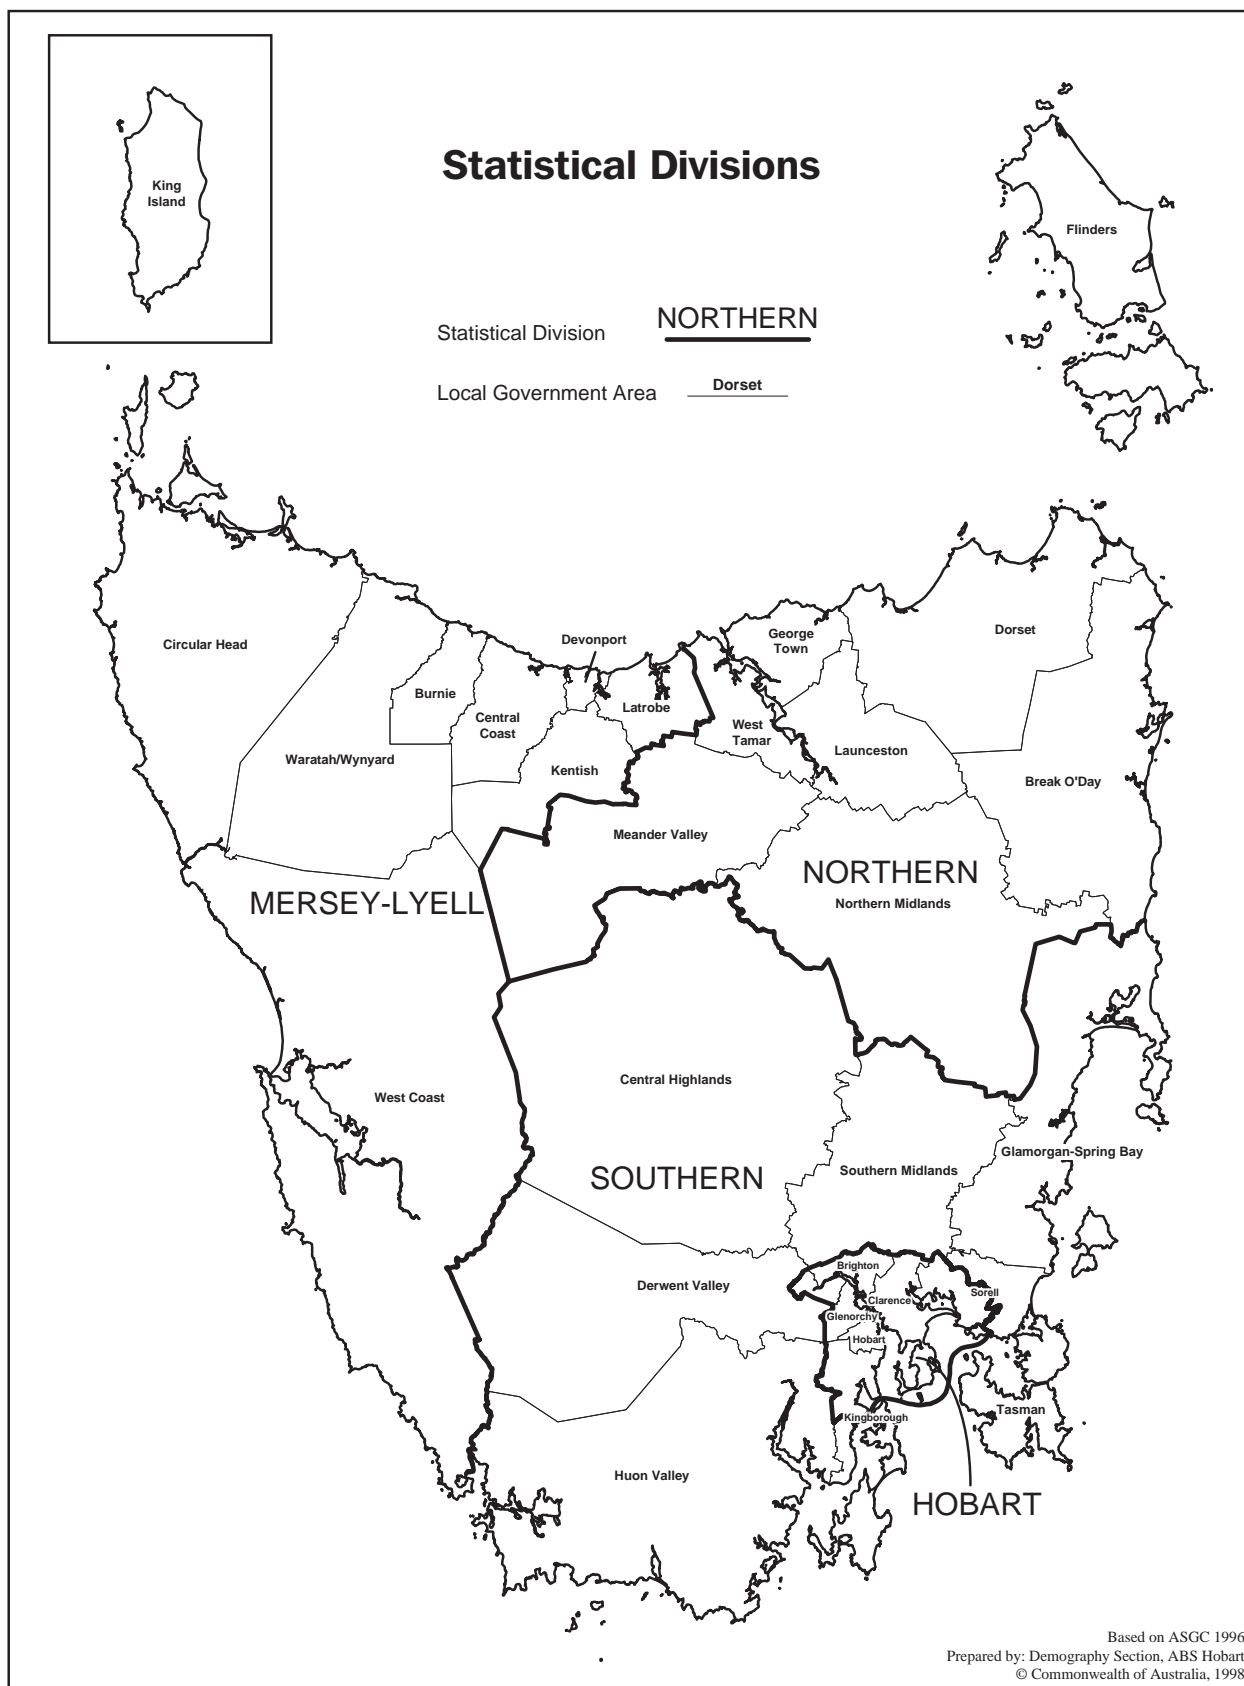 King
Island
Statistical Divisions
Flinders
Statistical Division
NORTHERN
Local Government Area
Dorset
Circular Head
Devonport
George
Town
Dorset
Burnie
Central
Coast
Latrobe
West
Tamar
Launceston
Waratah/Wynyard
Kentish
Break O'Day
Meander Valley
NORTHERN
MERSEY-LYELL
Northern Midlands
Central Highlands
West Coast
Glamorgan-Spring Bay
Southern Midlands
SOUTHERN
Brighton
Derwent Valley
Sorell
Clarence
Glenorchy
Hobart
Tasman
Kingborough
Huon Valley
HOBART
Based on ASGC 1996
Prepared by: Demography Section, ABS Hobart
© Commonwealth of Australia, 1998